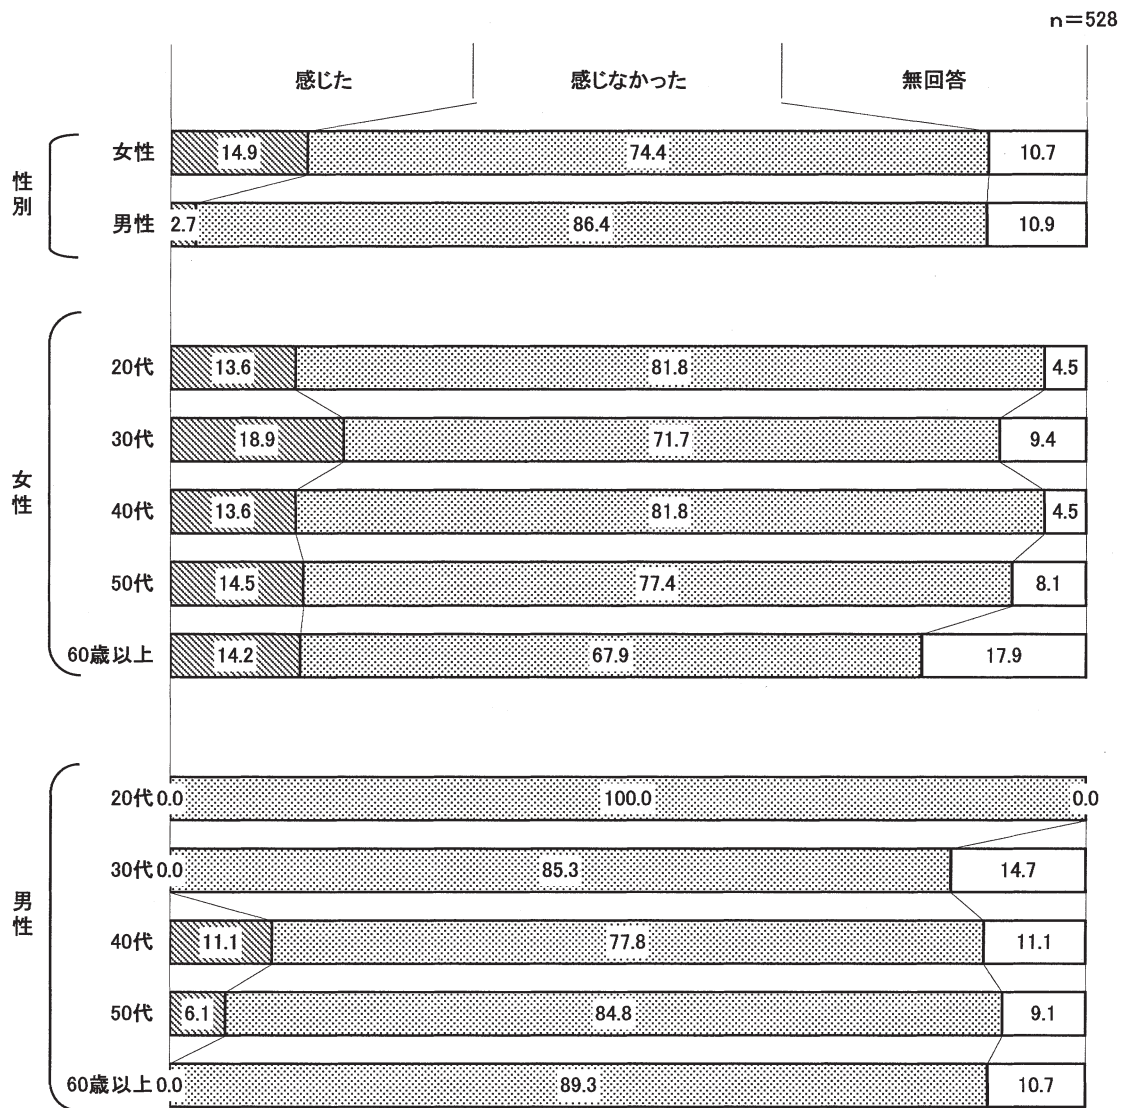 n=528
感じた 感じなかった 無回答
性別
女性 14.9 74.4 10.7
男性 2.7 86.4 10.9
女性
20代 13.6 81.8 4.5
30代 18.9 71.7 9.4
40代 13.6 81.8 4.5
50代 14.5 77.4 8.1
60歳以上 14.2 67.9 17.9
男性
20代 0.0 100.0 0.0
30代 0.0 85.3 14.7
40代 11.1 77.8 11.1
50代 6.1 84.8 9.1
60歳以上 0.0 89.3 10.7